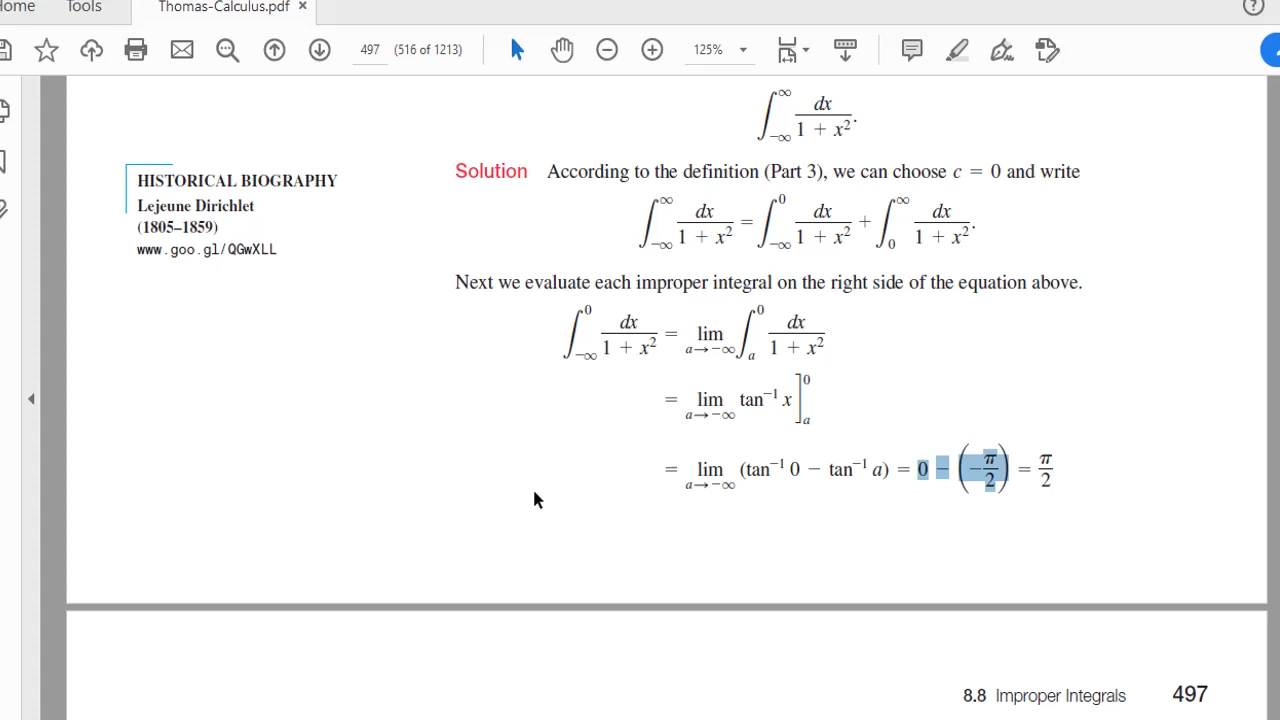 Home Tools Thomas-Calculus.pdf ×
497 (516 of 1213) 125%
∫_{−∞}^{∞} dx / (1 + x²).
HISTORICAL BIOGRAPHY
Lejeune Dirichlet
(1805–1859)
www.goo.gl/QGwXLL
Solution According to the definition (Part 3), we can choose c = 0 and write
∫_{−∞}^{∞} dx / (1 + x²) = ∫_{−∞}^{0} dx / (1 + x²) + ∫_{0}^{∞} dx / (1 + x²).
Next we evaluate each improper integral on the right side of the equation above.
∫_{−∞}^{0} dx / (1 + x²) = lim_{a→−∞} ∫_{a}^{0} dx / (1 + x²)
= lim_{a→−∞} tan⁻¹ x ]_{a}^{0}
= lim_{a→−∞} (tan⁻¹ 0 − tan⁻¹ a) = 0 − (−π/2) = π/2
8.8 Improper Integrals 497